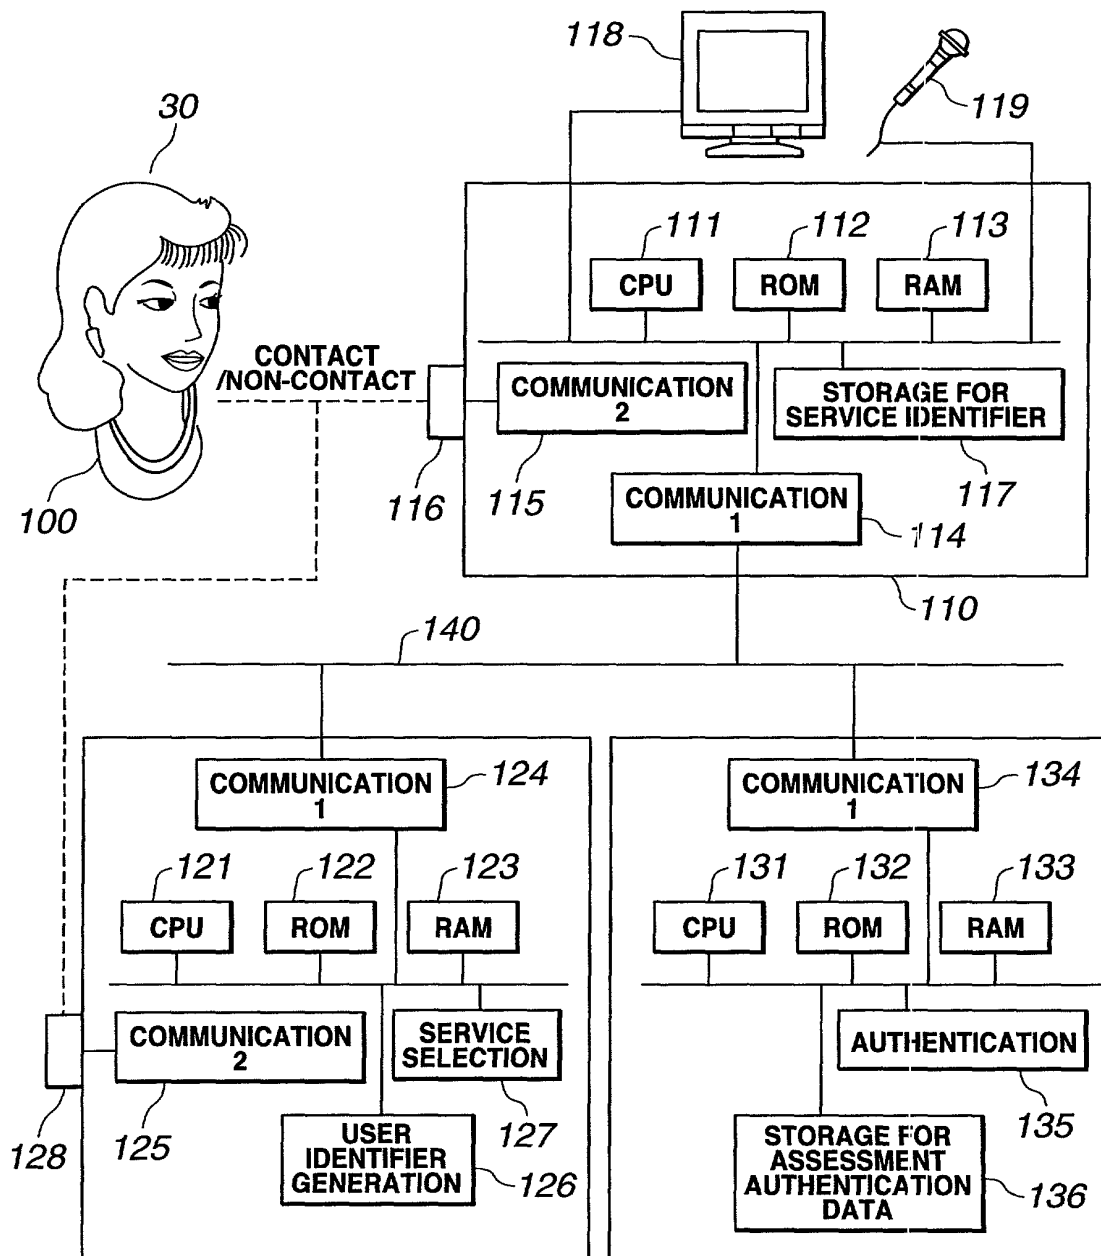 118
119
30
111
112
113
CPU
ROM
RAM
CONTACT
/NON-CONTACT
COMMUNICATION
2
STORAGE FOR
SERVICE IDENTIFIER
100
116
115
117
COMMUNICATION
1
114
110
140
COMMUNICATION
1
124
COMMUNICATION
1
134
121
122
123
131
132
133
CPU
ROM
RAM
CPU
ROM
RAM
COMMUNICATION
2
SERVICE
SELECTION
AUTHENTICATION
128
125
127
135
USER
IDENTIFIER
GENERATION
126
STORAGE FOR
ASSESSMENT
AUTHENTICATION
DATA
136